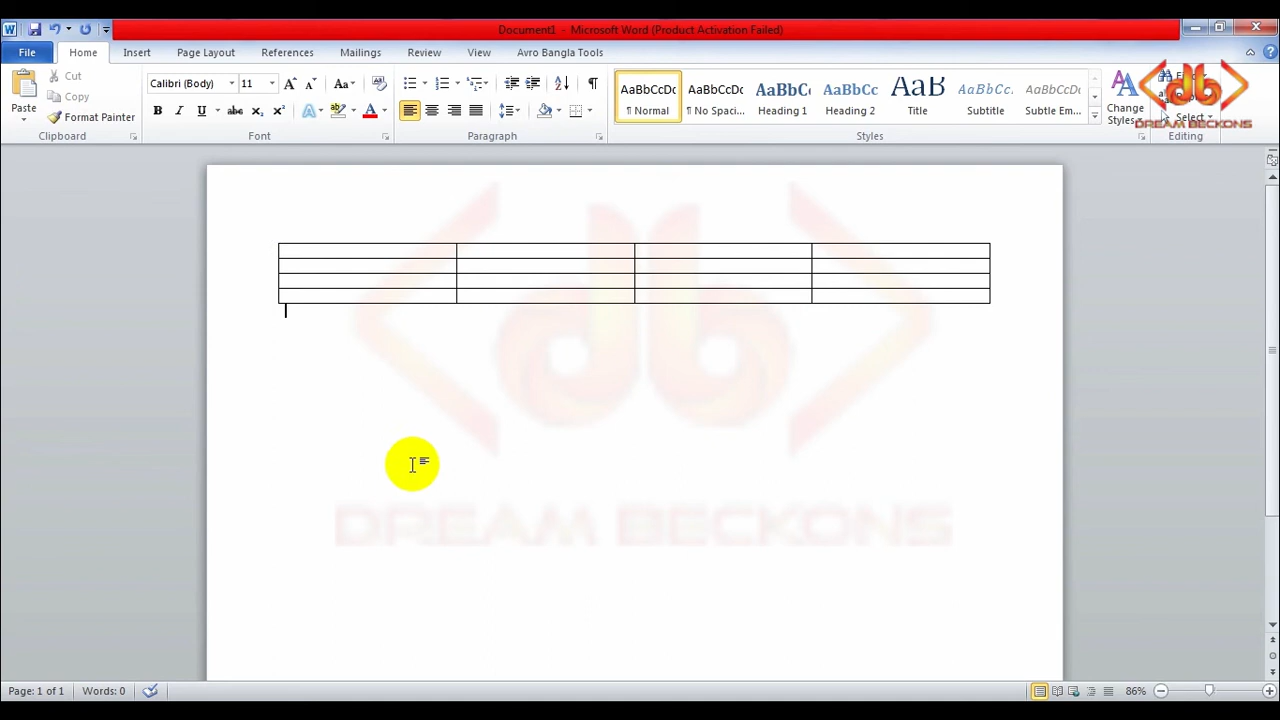 Document1 - Microsoft Word (Product Activation Failed)
File Home Insert Page Layout References Mailings Review View Avro Bangla Tools
Paste
Cut
Copy
Format Painter
Clipboard
Calibri (Body) 11
Font
Paragraph
AaBbCcDc AaBbCcDc AaBbCc AaBbCc AaB AaBbCc. AaBbCcDc
¶ Normal ¶ No Spaci... Heading 1 Heading 2 Title Subtitle Subtle Em...
Change
Styles
Styles
Select
Editing
DREAM BECKONS
DREAM BECKONS
Page: 1 of 1 Words: 0 86%